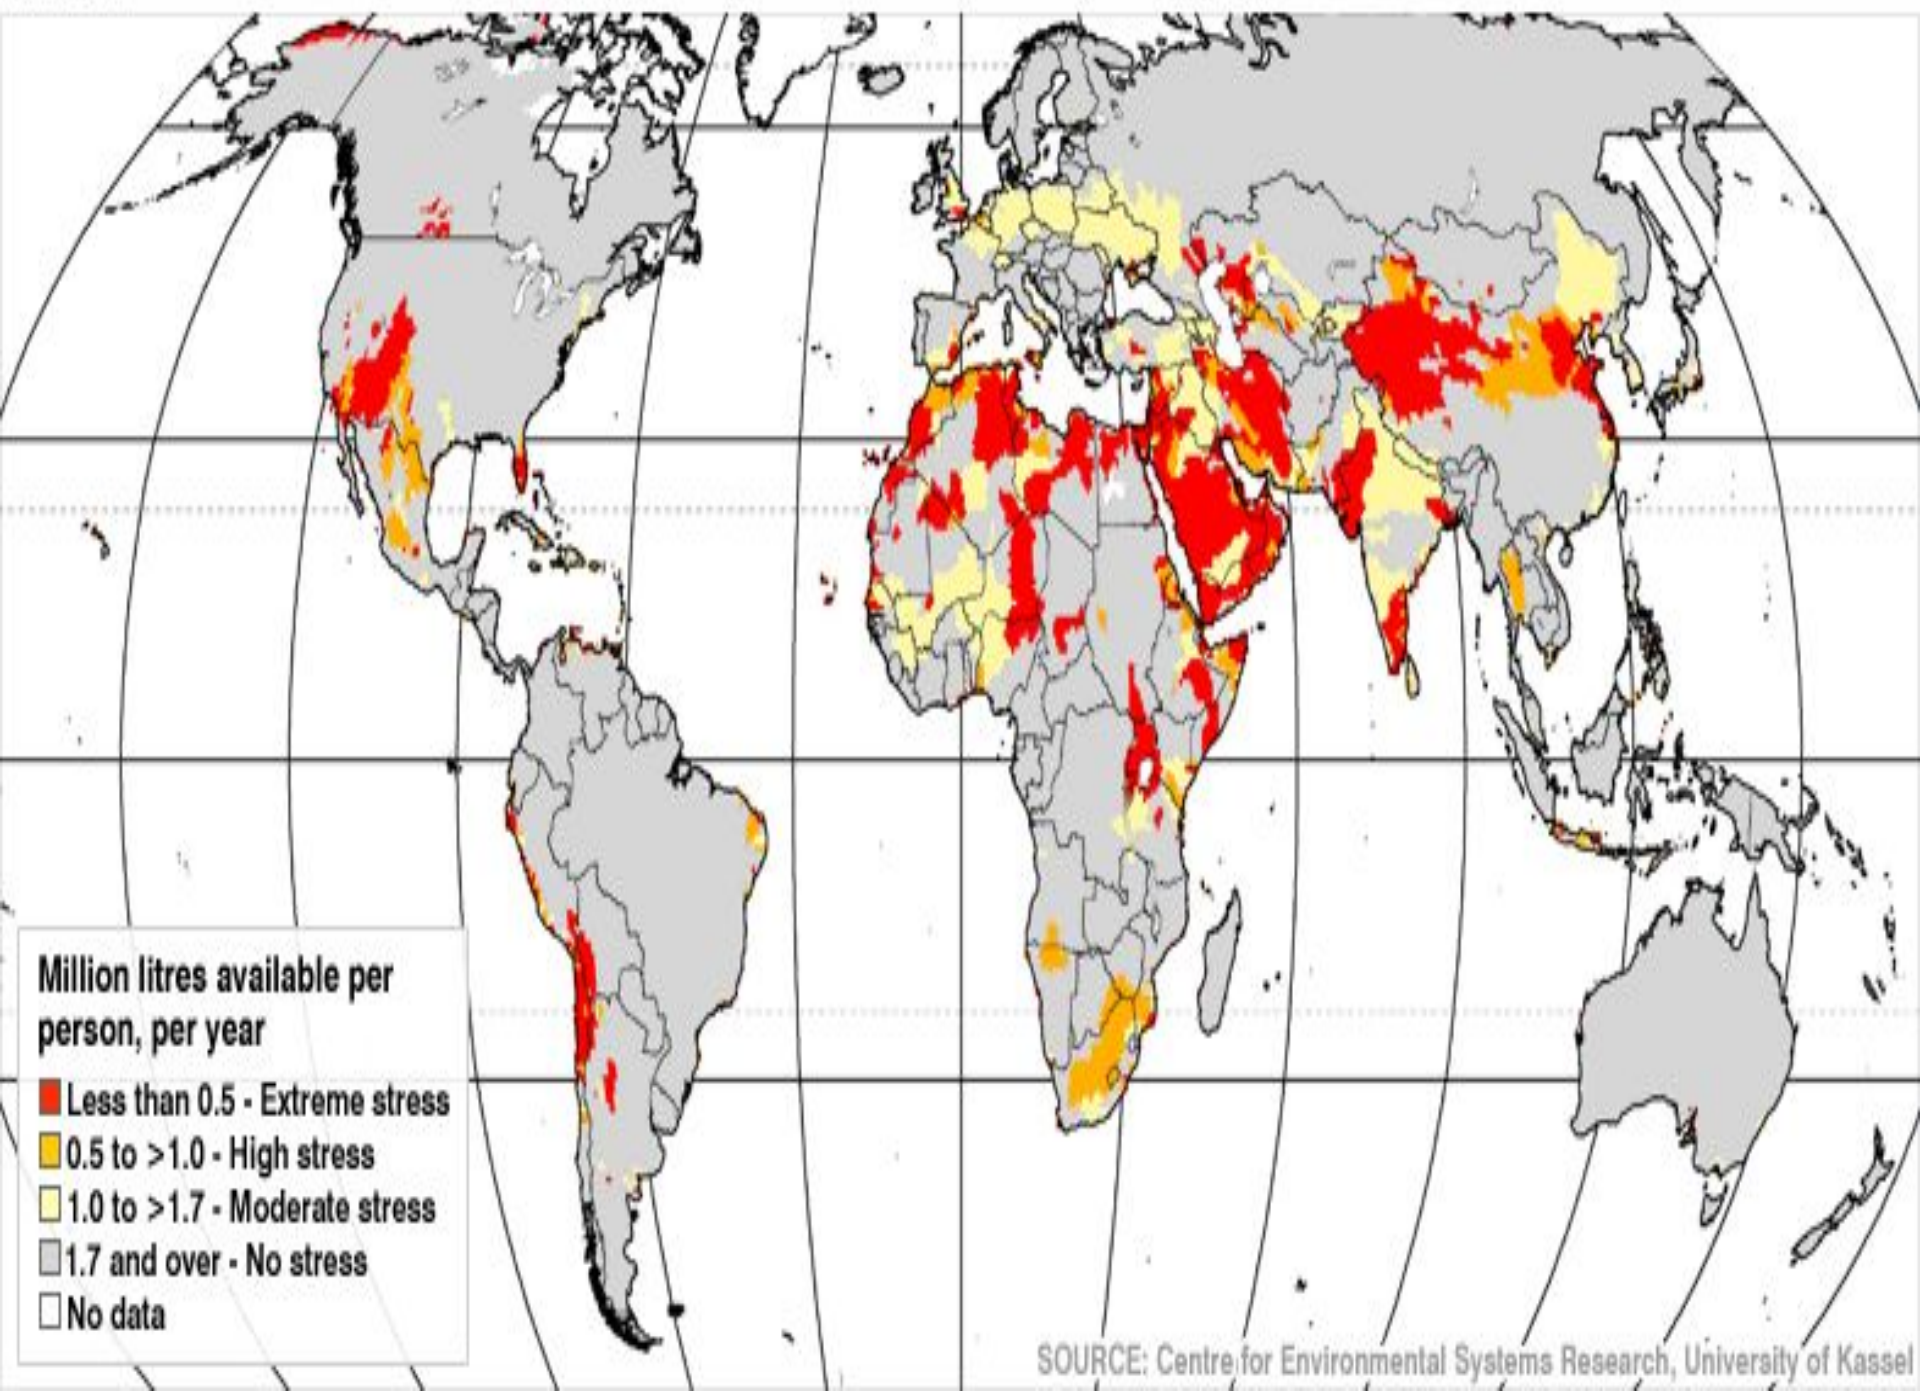 Million litres available per
person, per year
Less than 0.5 - Extreme stress
0.5 to >1.0 - High stress
1.0 to >1.7 - Moderate stress
1.7 and over - No stress
No data
SOURCE: Centre for Environmental Systems Research, University of Kassel